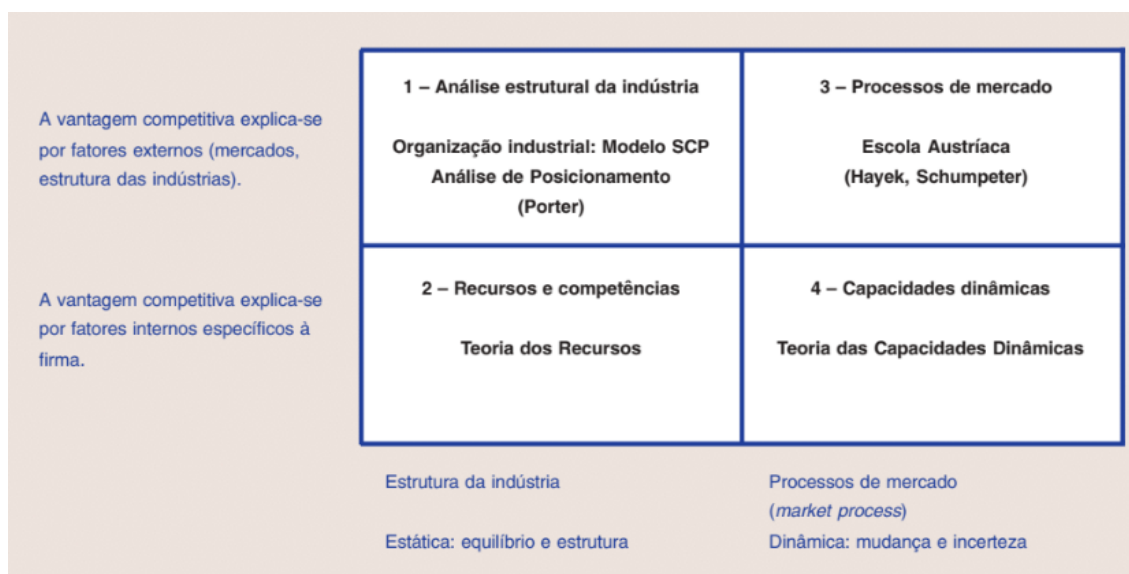 A vantagem competitiva explica-se
por fatores externos (mercados,
estrutura das indústrias).
1 – Análise estrutural da indústria
Organização industrial: Modelo SCP
Análise de Posicionamento
(Porter)
3 – Processos de mercado
Escola Austríaca
(Hayek, Schumpeter)
A vantagem competitiva explica-se
por fatores internos específicos à
firma.
2 – Recursos e competências
Teoria dos Recursos
4 – Capacidades dinâmicas
Teoria das Capacidades Dinâmicas
Estrutura da indústria
Estática: equilíbrio e estrutura
Processos de mercado
(market process)
Dinâmica: mudança e incerteza